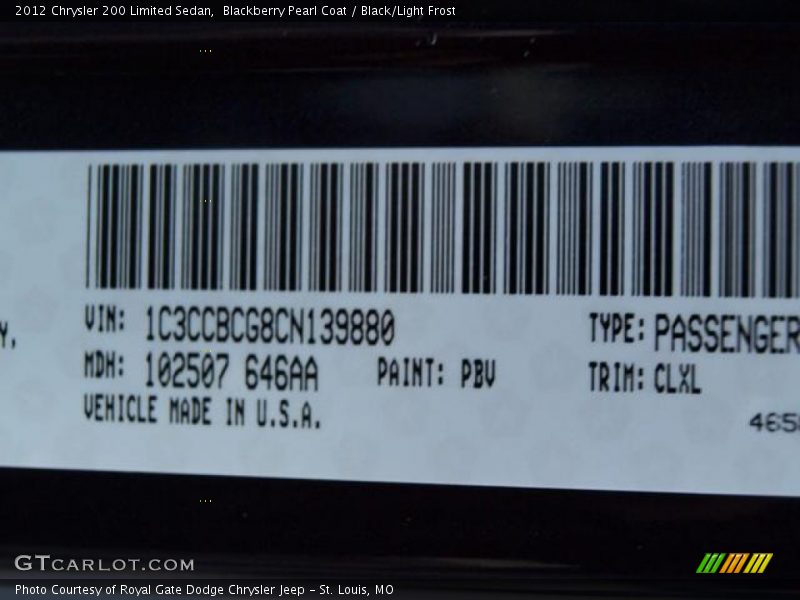 2012 Chrysler 200 Limited Sedan, Blackberry Pearl Coat / Black/Light Frost
VIN: 1C3CCBCG8CN139880
TYPE: PASSENGER
Y,
MDH: 102507 646AA
PAINT: PBV
TRIM: CLXL
VEHICLE MADE IN U.S.A.
465
GTCARLOT.COM
Photo Courtesy of Royal Gate Dodge Chrysler Jeep – St. Louis, MO